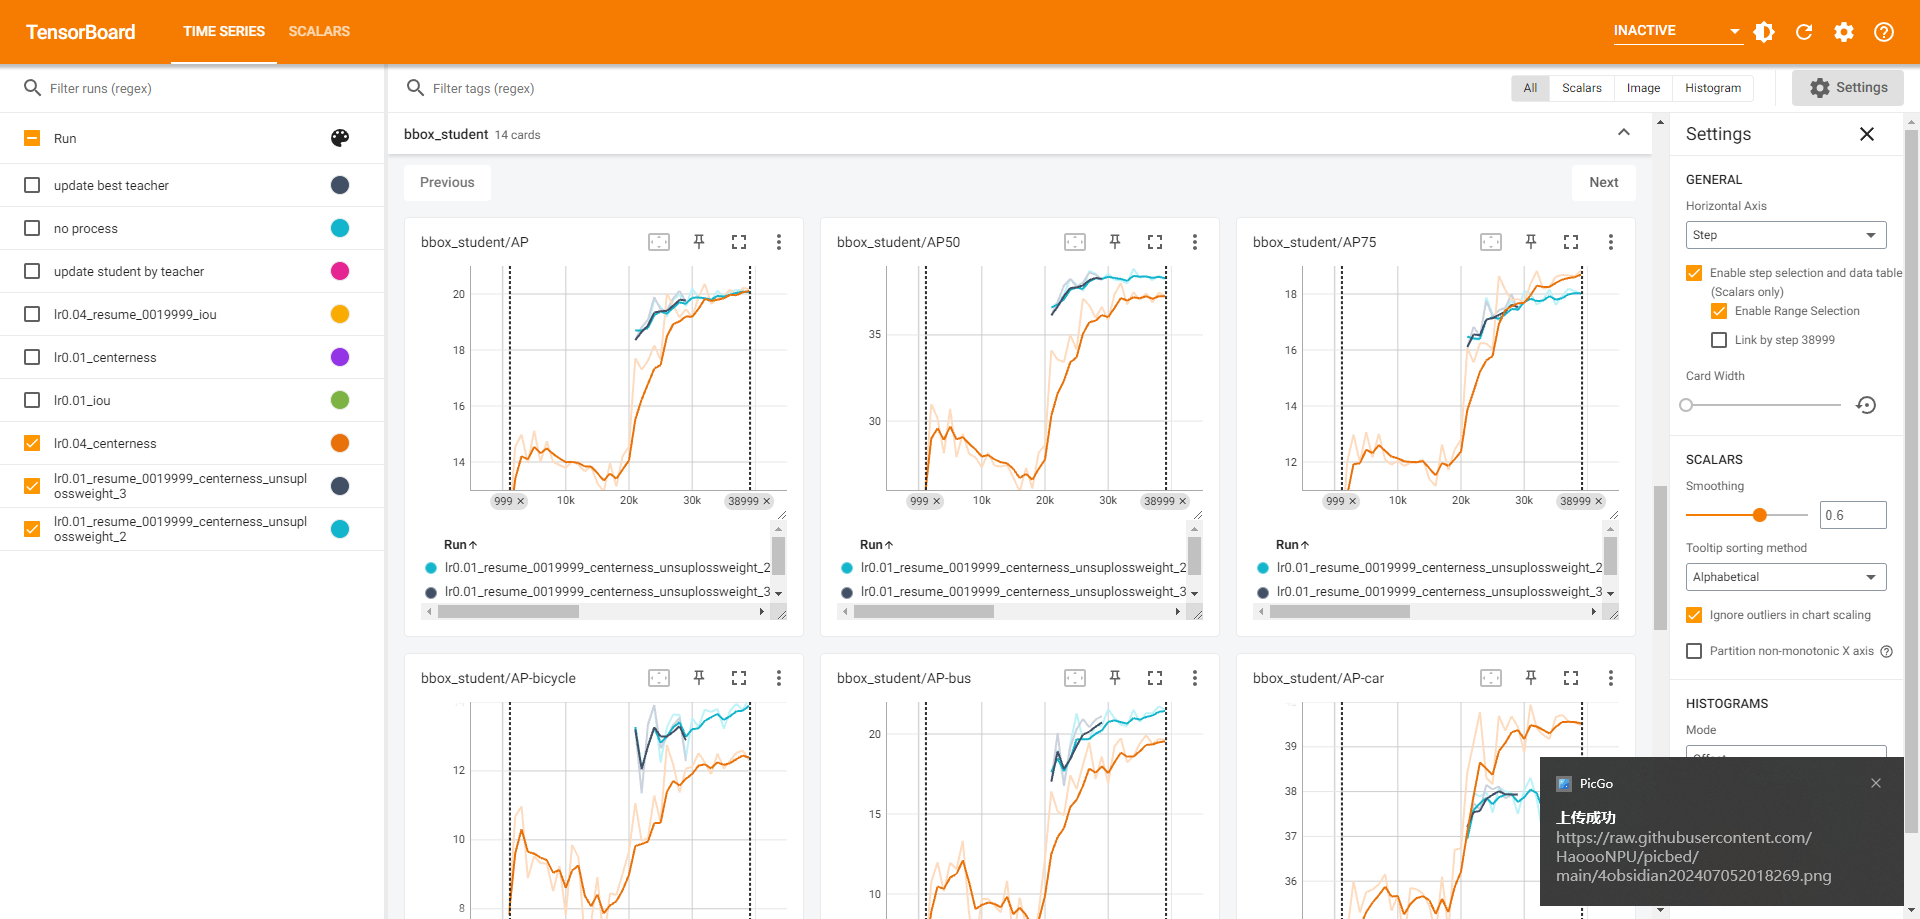 TensorBoard
TIME SERIES
SCALARS
INACTIVE
Filter runs (regex)
Filter tags (regex)
All
Scalars
Image
Histogram
Settings
Run
update best teacher
no process
update student by teacher
lr0.04_resume_0019999_iou
lr0.01_centerness
lr0.01_iou
lr0.04_centerness
lr0.01_resume_0019999_centerness_unsupl
ossweight_3
lr0.01_resume_0019999_centerness_unsupl
ossweight_2
bbox_student 14 cards
Previous
Next
bbox_student/AP
20
18
16
14
999
10k
20k
30k
38999
Run
lr0.01_resume_0019999_centerness_unsuplossweight_2
lr0.01_resume_0019999_centerness_unsuplossweight_3
bbox_student/AP50
35
30
999
10k
20k
30k
38999
Run
lr0.01_resume_0019999_centerness_unsuplossweight_2
lr0.01_resume_0019999_centerness_unsuplossweight_3
bbox_student/AP75
18
16
14
12
999
10k
20k
30k
38999
Run
lr0.01_resume_0019999_centerness_unsuplossweight_2
lr0.01_resume_0019999_centerness_unsuplossweight_3
bbox_student/AP-bicycle
12
10
8
bbox_student/AP-bus
20
15
10
bbox_student/AP-car
39
38
37
36
Settings
GENERAL
Horizontal Axis
Step
Enable step selection and data table
(Scalars only)
Enable Range Selection
Link by step 38999
Card Width
SCALARS
Smoothing
0.6
Tooltip sorting method
Alphabetical
Ignore outliers in chart scaling
Partition non-monotonic X axis
HISTOGRAMS
Mode
PicGo
上传成功
https://raw.githubusercontent.com/
HaoooNPU/picbed/
main/4obsidian202407052018269.png